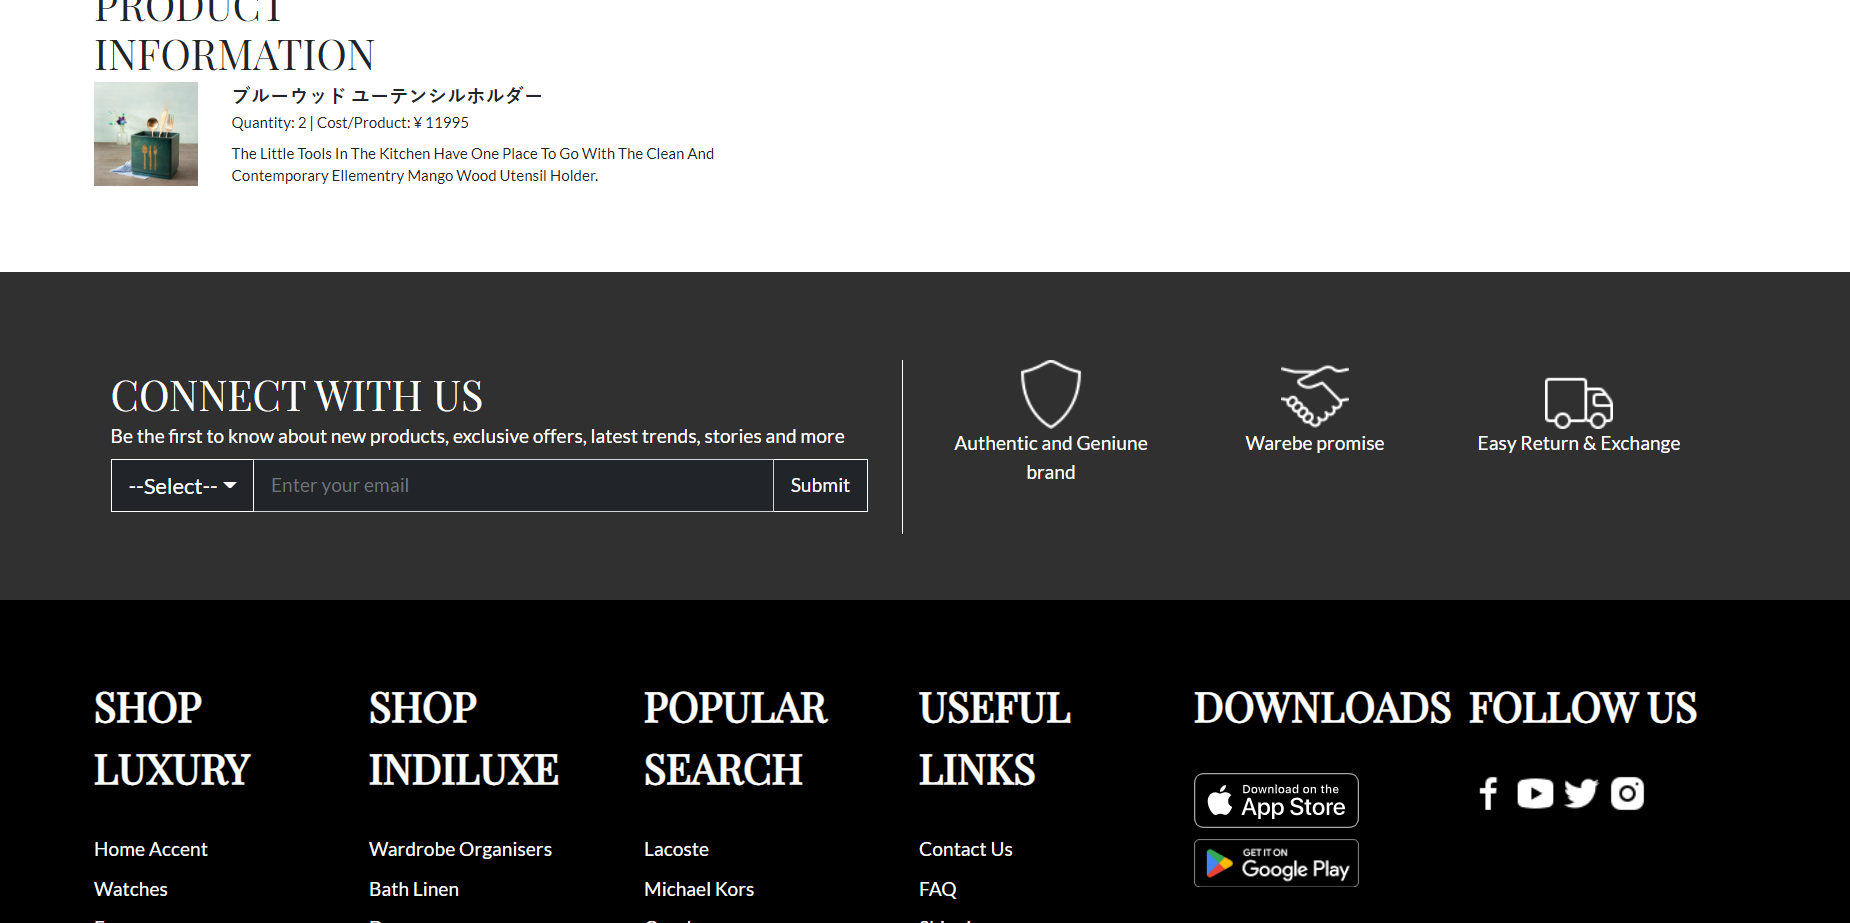 PRODUCT
INFORMATION
ブルーウッド ユーテンシルホルダー
Quantity: 2 | Cost/Product: ¥ 11995
The Little Tools In The Kitchen Have One Place To Go With The Clean And
Contemporary Ellementry Mango Wood Utensil Holder.
CONNECT WITH US
Be the first to know about new products, exclusive offers, latest trends, stories and more
--Select--
Enter your email
Submit
Authentic and Geniune
brand
Warebe promise
Easy Return & Exchange
SHOP
LUXURY
Home Accent
Watches
SHOP
INDILUXE
Wardrobe Organisers
Bath Linen
POPULAR
SEARCH
Lacoste
Michael Kors
USEFUL
LINKS
Contact Us
FAQ
DOWNLOADS
Download on the
App Store
GET IT ON
Google Play
FOLLOW US